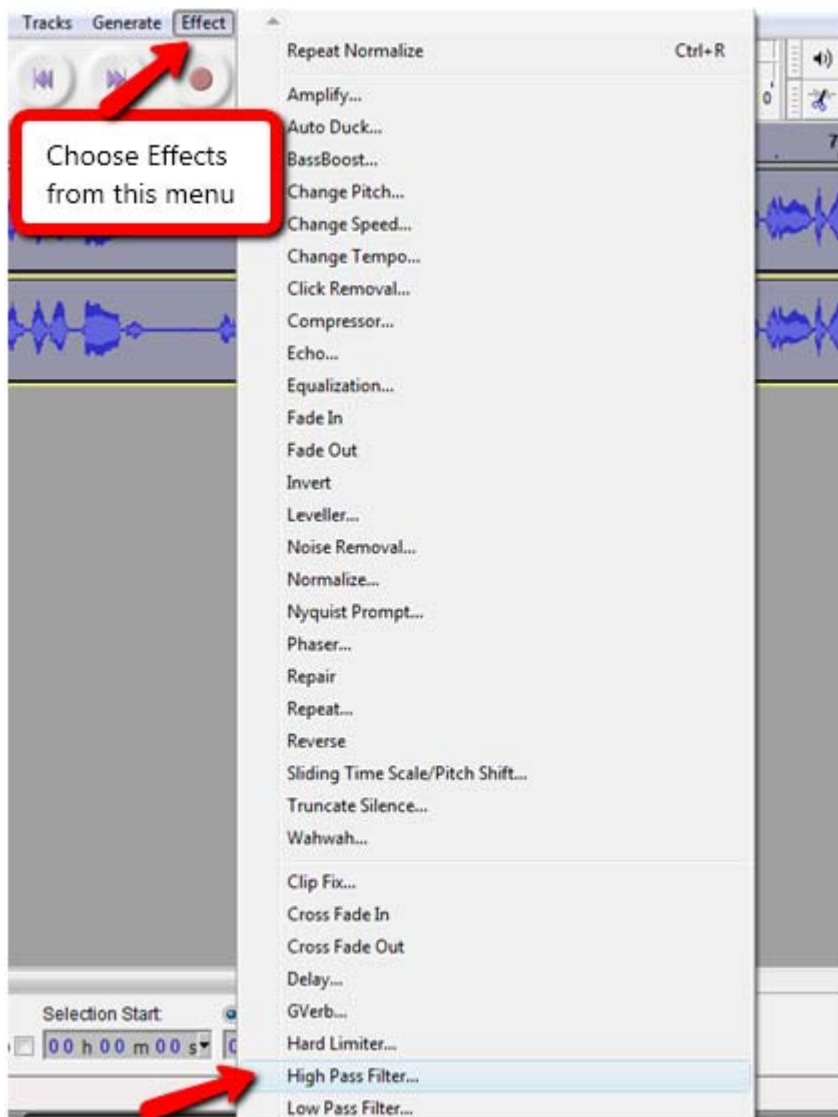 Tracks Generate Effect
Choose Effects
from this menu
Repeat Normalize Ctrl+R
Amplify...
Auto Duck...
BassBoost...
Change Pitch...
Change Speed...
Change Tempo...
Click Removal...
Compressor...
Echo...
Equalization...
Fade In
Fade Out
Invert
Leveller...
Noise Removal...
Normalize...
Nyquist Prompt...
Phaser...
Repair
Repeat...
Reverse
Sliding Time Scale/Pitch Shift...
Truncate Silence...
Wahwah...
Clip Fix...
Cross Fade In
Cross Fade Out
Delay...
GVerb...
Hard Limiter...
High Pass Filter...
Low Pass Filter...
0
7
Selection Start:
00 h 00 m 00 s